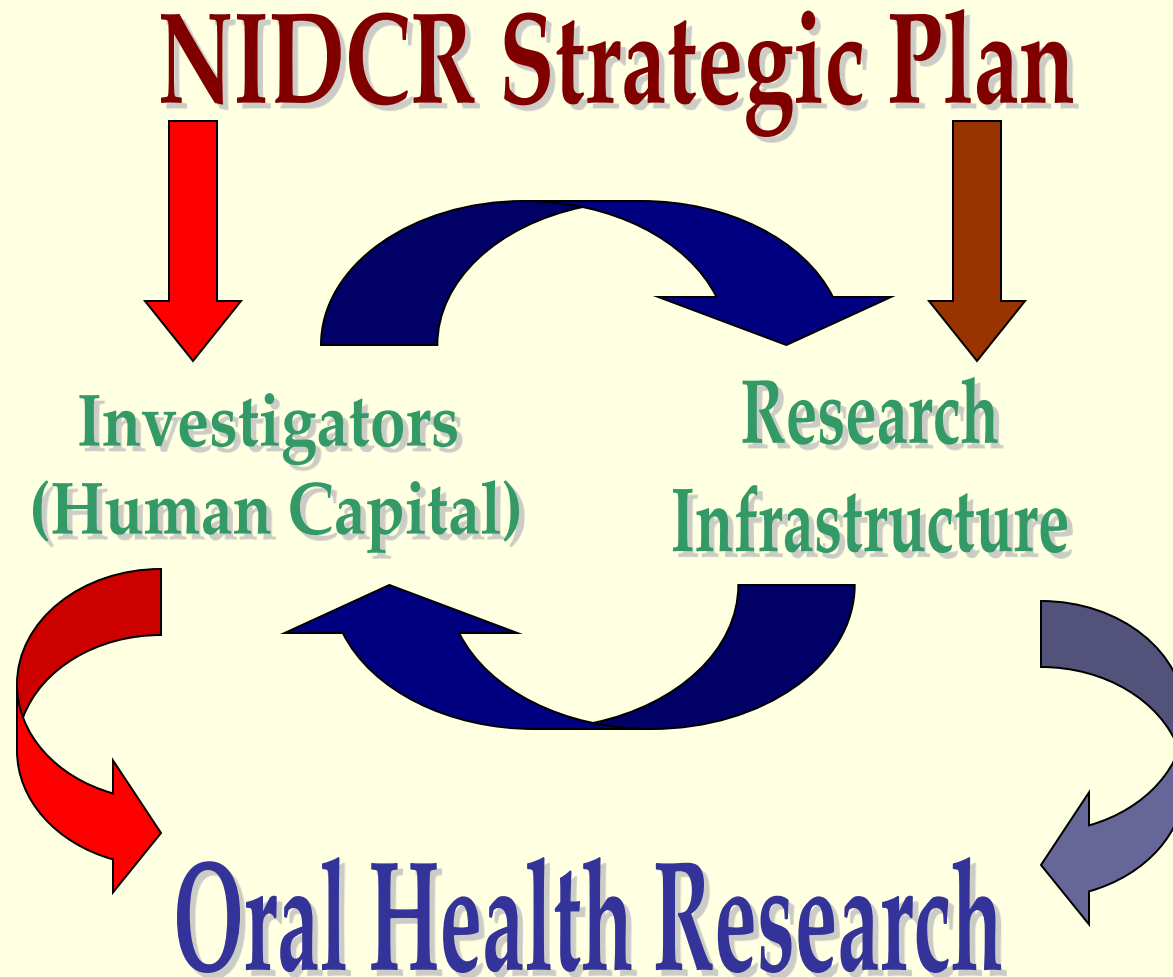 NIDCR Strategic Plan
Investigators
(Human Capital)
Research
Infrastructure
Oral Health Research